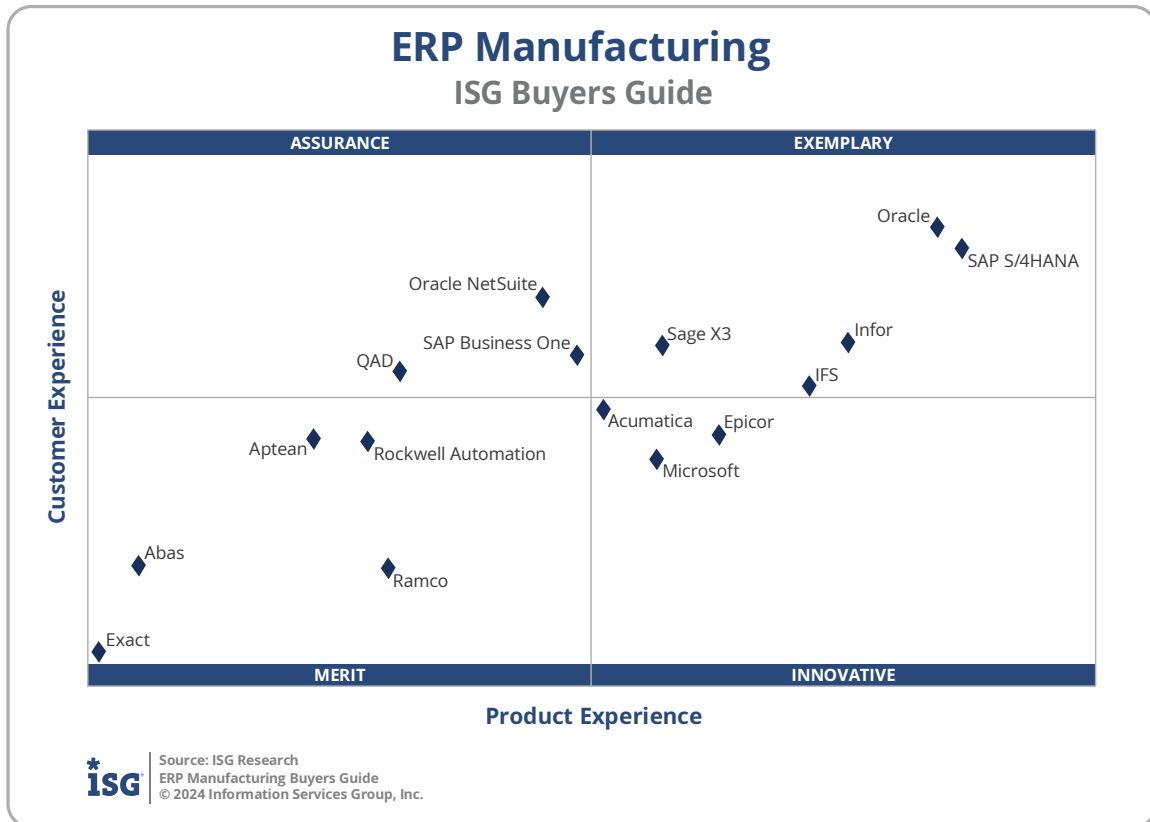 ERP Manufacturing
ISG Buyers Guide
ASSURANCE
EXEMPLARY
Oracle
SAP S/4HANA
Oracle NetSuite
Sage X3
Infor
SAP Business One
QAD
IFS
Customer Experience
Acumatica
Epicor
Aptean
Rockwell Automation
Microsoft
Abas
Ramco
Exact
MERIT
INNOVATIVE
Product Experience
ISG
Source: ISG Research
ERP Manufacturing Buyers Guide
© 2024 Information Services Group, Inc.